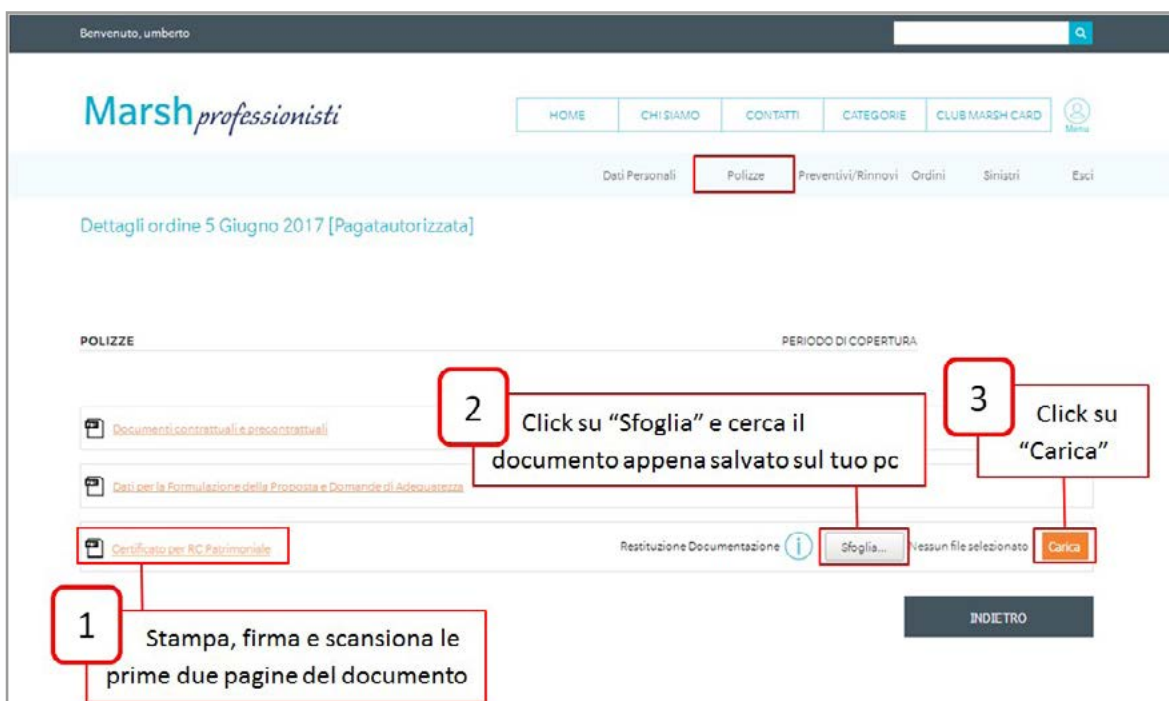 Benvenuto, umberto
Marsh professionisti
HOME CHI SIAMO CONTATTI CATEGORIE CLUB MARSH CARD
Menu
Dati Personali Polizze Preventivi/Rinnovi Ordini Siniatri Esci
Dettagli ordine 5 Giugno 2017 [Pagatautorizzata]
POLIZZE PERIODO DI COPERTURA
2
Click su “Sfoglia” e cerca il
documento appena salvato sul tuo pc
3
Click su
“Carica”
Documenti contrattuali e precontrattuali
Dati per la Formulazione della Proposta e Domande di Adeguatezza
Certificato per RC Patrimoniale Restituzione Documentazione i Sfoglia... Nessun file selezionato Carica
1
Stampa, firma e scansiona le
prime due pagine del documento
INDIETRO